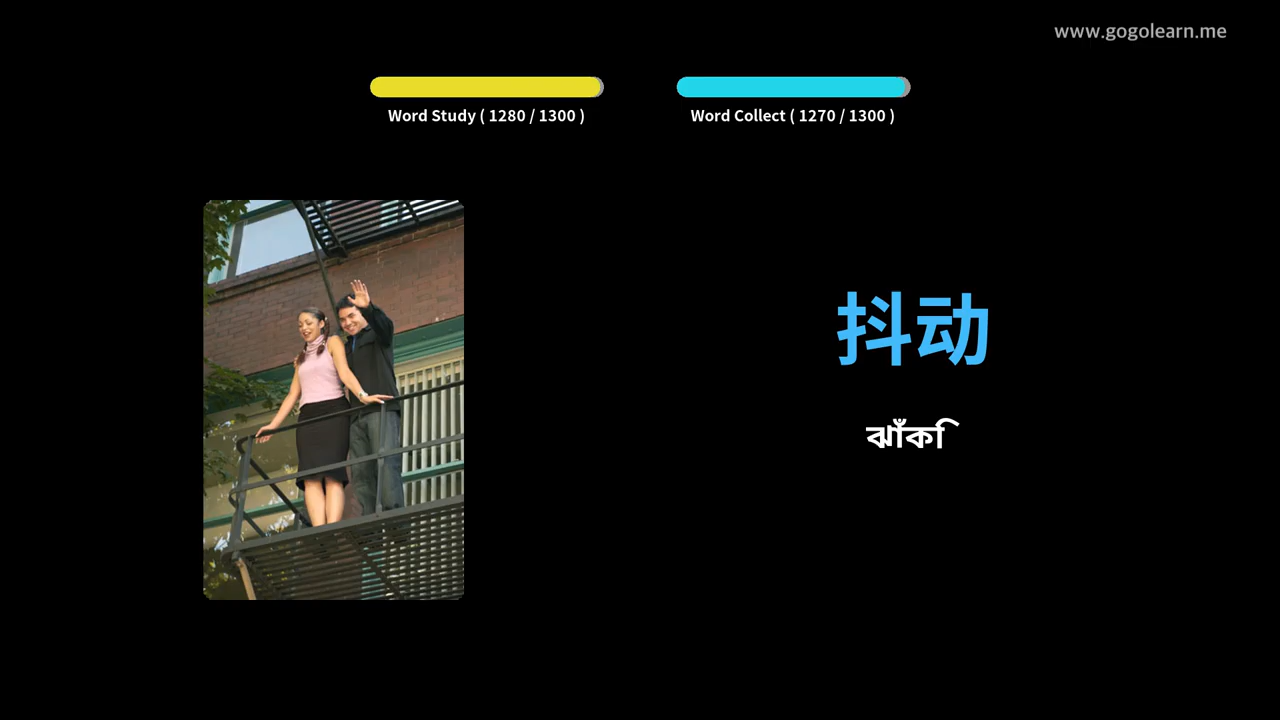 www.gogolearn.me
Word Study ( 1280 / 1300 )
Word Collect ( 1270 / 1300 )
抖动
ঝাঁকি